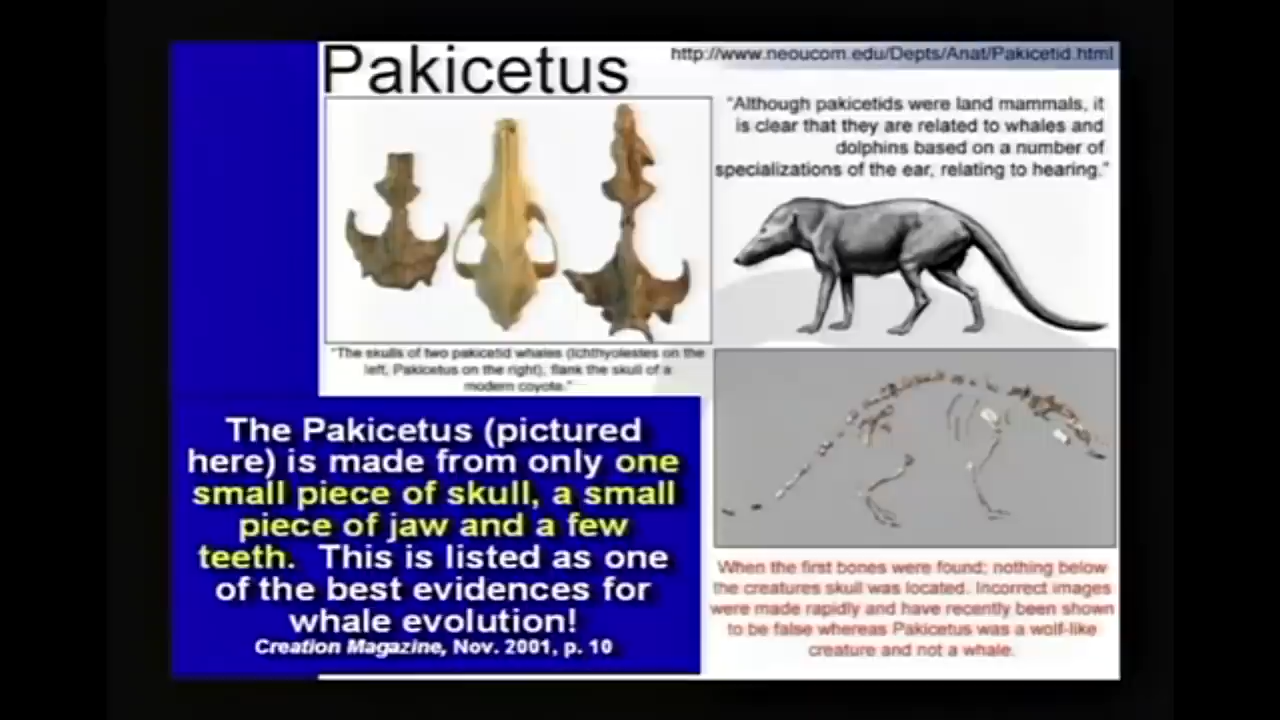 Pakicetus
http://www.neoucom.edu/Depts/Anat/Pakicetid.html
"Although pakicetids were land mammals, it
is clear that they are related to whales and
dolphins based on a number of
specializations of the ear, relating to hearing."
"The skulls of two pakicetid whales (Ichthyolestes on the
left, Pakicetus on the right), flank the skull of a
modern coyote."
The Pakicetus (pictured
here) is made from only one
small piece of skull, a small
piece of jaw and a few
teeth. This is listed as one
of the best evidences for
whale evolution!
Creation Magazine, Nov. 2001, p. 10
When the first bones were found; nothing below
the creatures skull was located. Incorrect images
were made rapidly and have recently been shown
to be false whereas Pakicetus was a wolf-like
creature and not a whale.